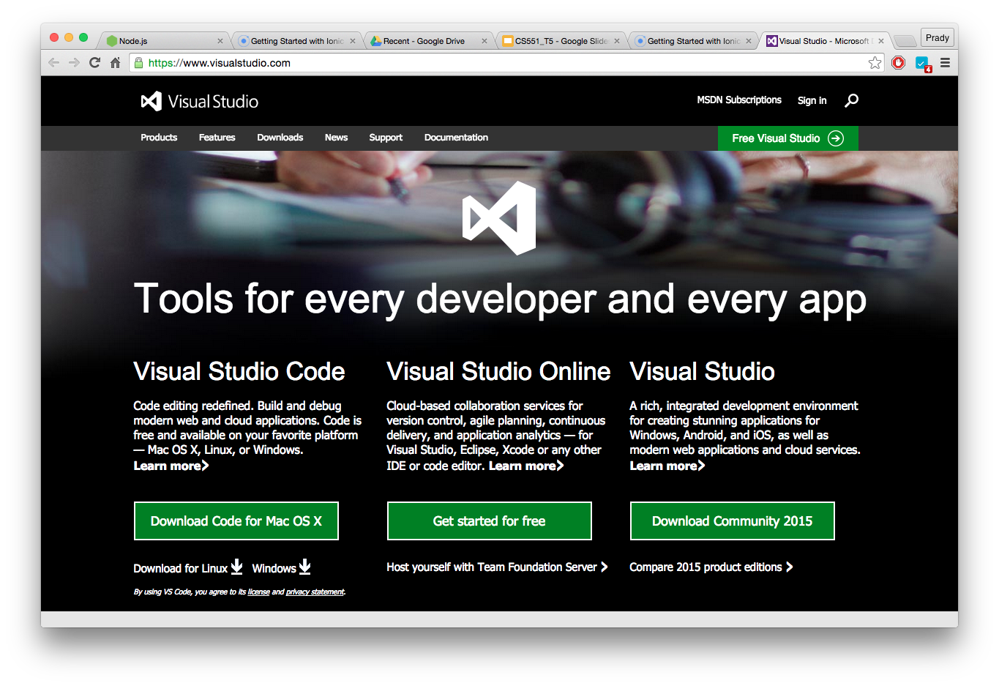 Node.js
Getting Started with Ionic
Recent - Google Drive
CS551_T5 - Google Slide
Getting Started with Ionic
Visual Studio - Microsoft D
Prady
https://www.visualstudio.com
4
Visual Studio
MSDN Subscriptions
Sign in
Products
Features
Downloads
News
Support
Documentation
Free Visual Studio
Tools for every developer and every app
Visual Studio Code
Code editing redefined. Build and debug
modern web and cloud applications. Code is
free and available on your favorite platform
— Mac OS X, Linux, or Windows.
Learn more
Download Code for Mac OS X
Download for Linux
Windows
By using VS Code, you agree to its license and privacy statement.
Visual Studio Online
Cloud-based collaboration services for
version control, agile planning, continuous
delivery, and application analytics — for
Visual Studio, Eclipse, Xcode or any other
IDE or code editor. Learn more
Get started for free
Host yourself with Team Foundation Server
Visual Studio
A rich, integrated development environment
for creating stunning applications for
Windows, Android, and iOS, as well as
modern web applications and cloud services.
Learn more
Download Community 2015
Compare 2015 product editions